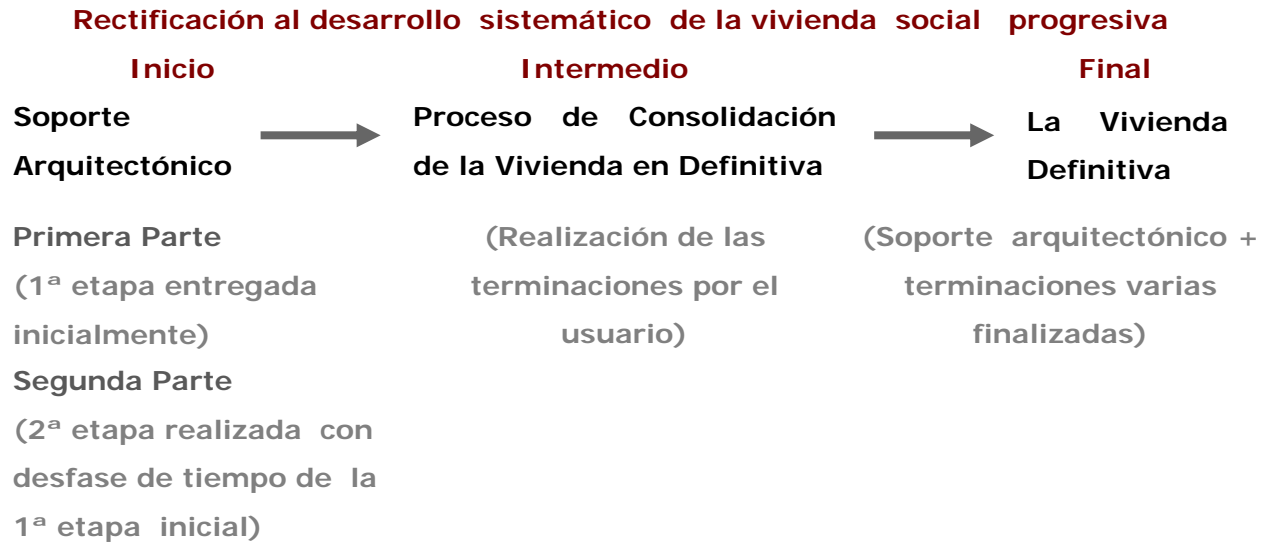 Rectificación al desarrollo sistemático de la vivienda social progresiva
Inicio
Intermedio
Final
Soporte
Arquitectónico
Proceso de Consolidación
de la Vivienda en Definitiva
La Vivienda
Definitiva
Primera Parte
(1ª etapa entregada
inicialmente)
Segunda Parte
(2ª etapa realizada con
desfase de tiempo de la
1ª etapa inicial)
(Realización de las
terminaciones por el
usuario)
(Soporte arquitectónico +
terminaciones varias
finalizadas)